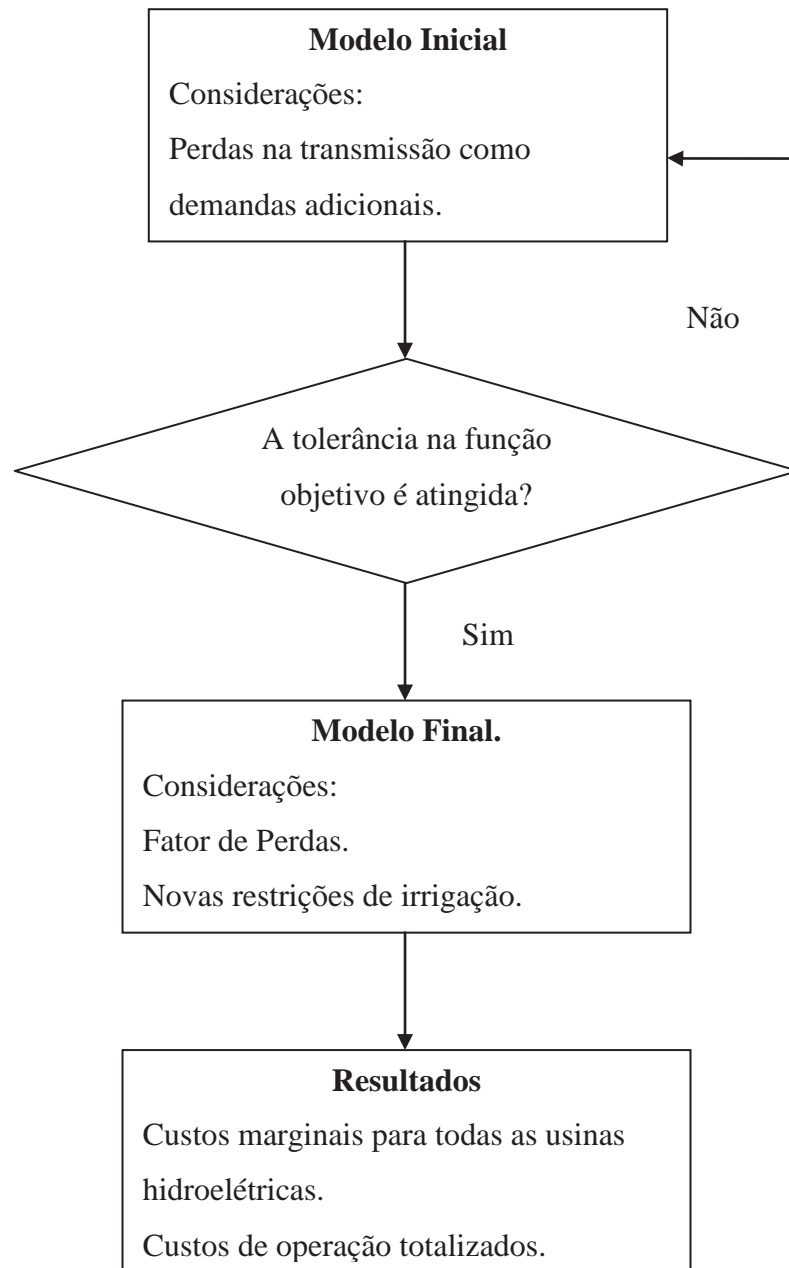 Modelo Inicial
Considerações:
Perdas na transmissão como
demandas adicionais.
Não
A tolerância na função
objetivo é atingida?
Sim
Modelo Final.
Considerações:
Fator de Perdas.
Novas restrições de irrigação.
Resultados
Custos marginais para todas as usinas
hidroelétricas.
Custos de operação totalizados.